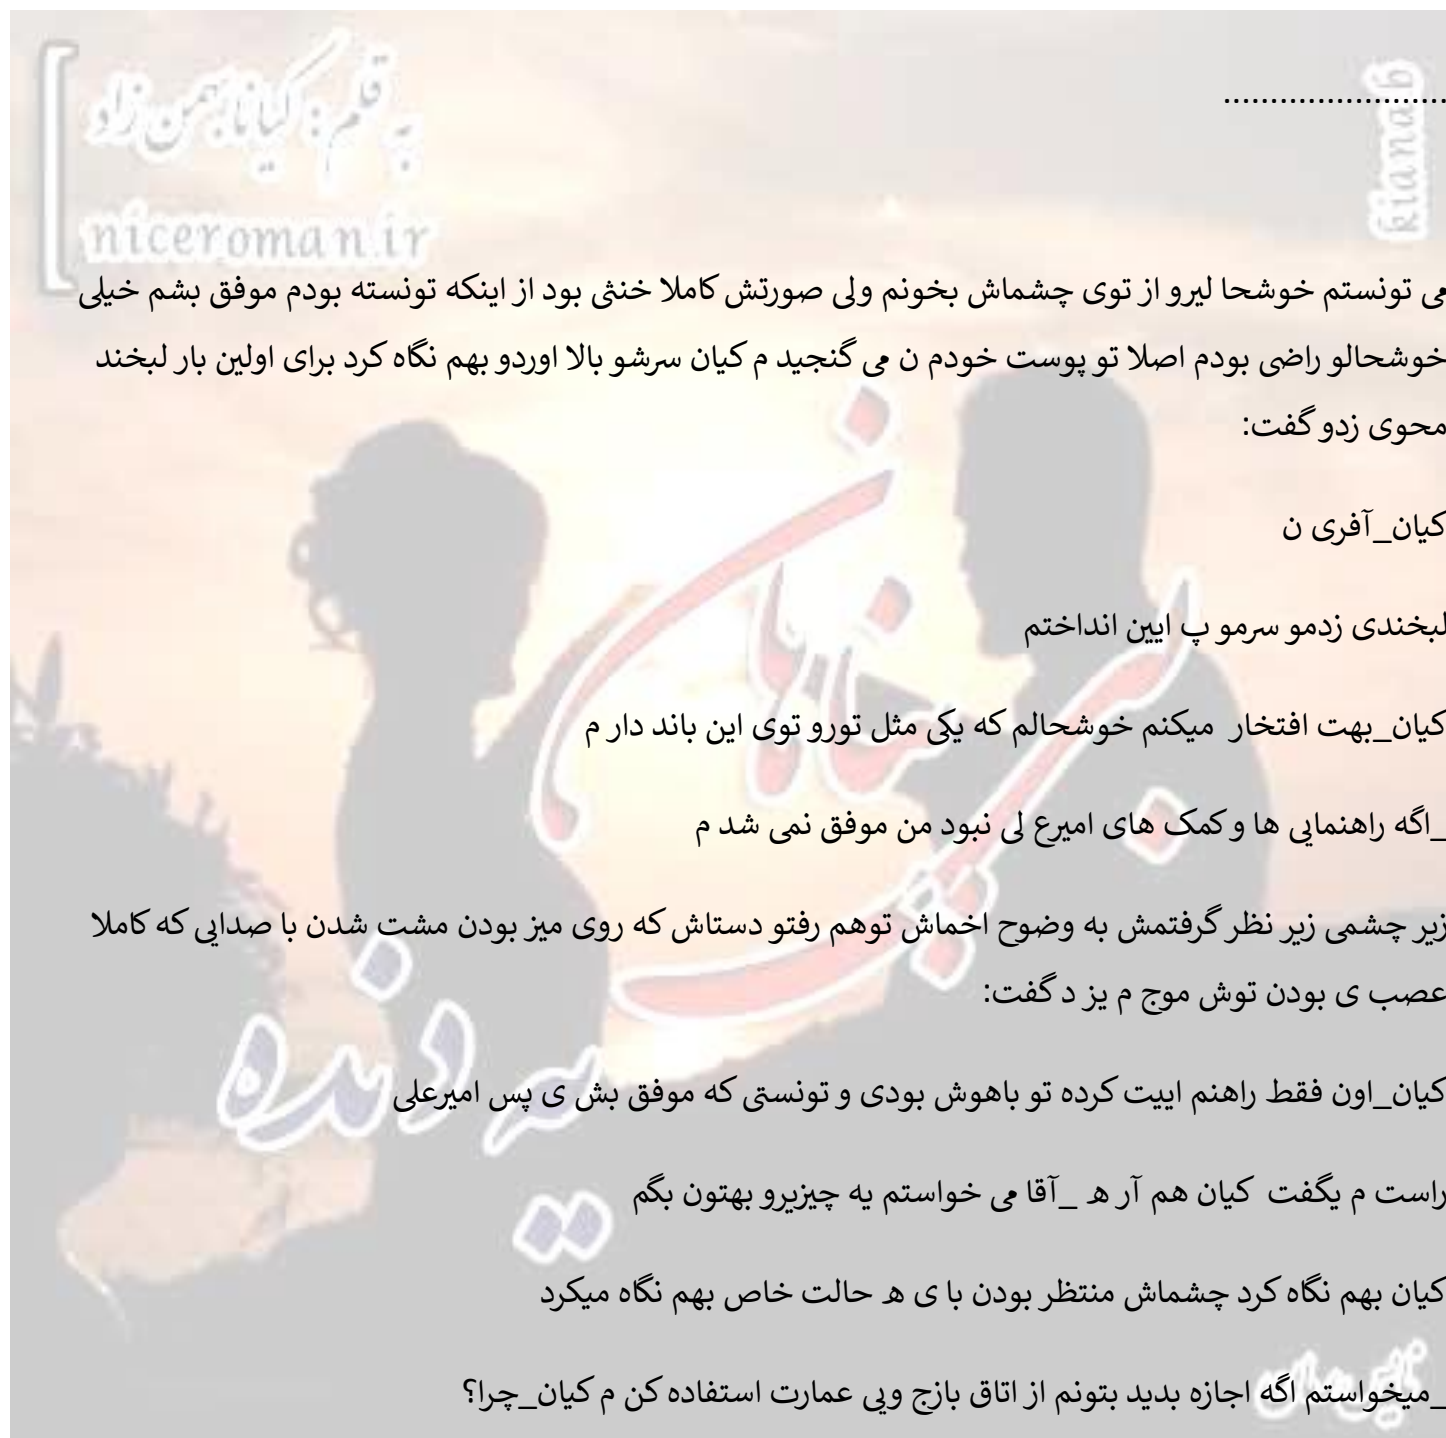 ........................
به قلم: کیانا بهمن زاد
niceroman.ir
kiana b
می تونستم خوشحا لیرو از توی چشماش بخونم ولی صورتش کاملا خنثی بود از اینکه تونسته بودم موفق بشم خیلی
خوشحالو راضی بودم اصلا تو پوست خودم ن می گنجید م کیان سرشو بالا اوردو بهم نگاه کرد برای اولین بار لبخند
محوی زدو گفت:
کیان_آفری ن
لبخندی زدمو سرمو پ ایین انداختم
کیان_بهت افتخار میکنم خوشحالم که یکی مثل تورو توی این باند دار م
_اگه راهنمایی ها و کمک های امیرع لی نبود من موفق نمی شد م
زیر چشمی زیر نظر گرفتمش به وضوح اخماش توهم رفتو دستاش که روی میز بودن مشت شدن با صدایی که کاملا
عصب ی بودن توش موج م یز د گفت:
کیان_اون فقط راهنم اییت کرده تو باهوش بودی و تونستی که موفق بش ی پس امیرعلی
راست م یگفت کیان هم آر ه _آقا می خواستم یه چیزیرو بهتون بگم
کیان بهم نگاه کرد چشماش منتظر بودن با ی ه حالت خاص بهم نگاه میکرد
_میخواستم اگه اجازه بدید بتونم از اتاق بازج ویی عمارت استفاده کن م کیان_چرا؟
یه دنده